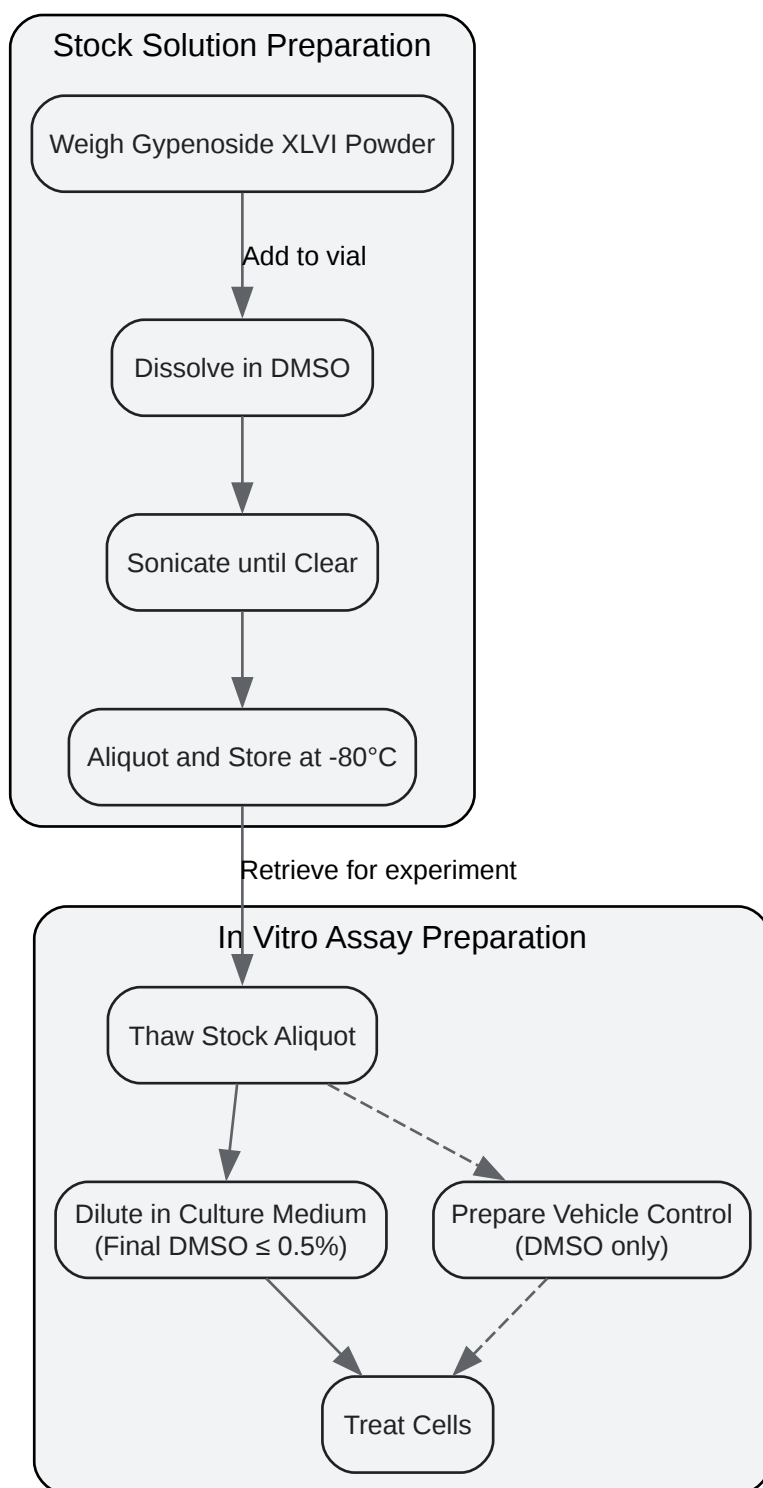 Stock Solution Preparation
Weigh Gypenoside XLVI Powder
Add to vial
Dissolve in DMSO
Sonicate until Clear
Aliquot and Store at -80°C
Retrieve for experiment
In Vitro Assay Preparation
Thaw Stock Aliquot
Dilute in Culture Medium
(Final DMSO ≤ 0.5%)
Prepare Vehicle Control
(DMSO only)
Treat Cells